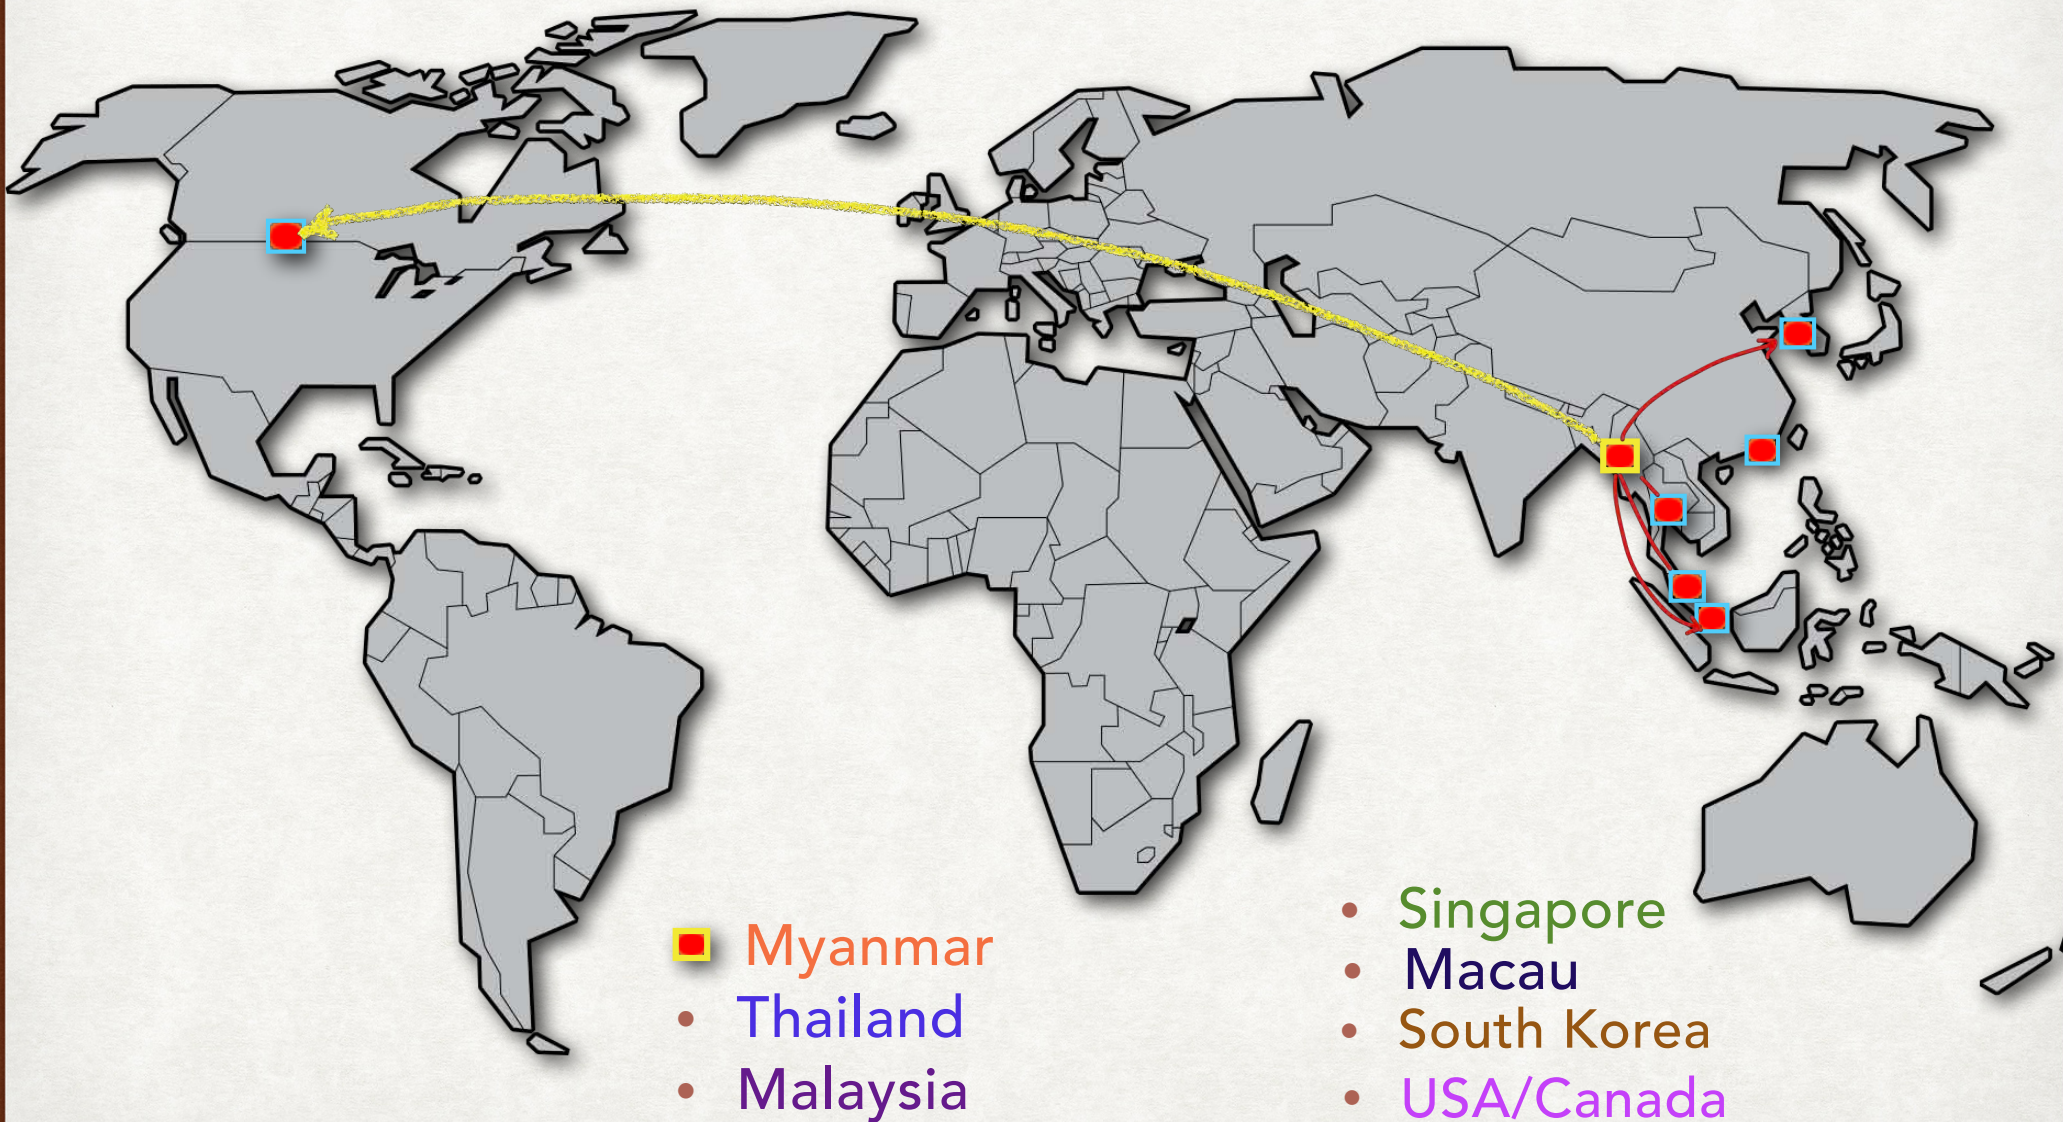 Myanmar
Thailand
Malaysia
Singapore
Macau
South Korea
USA/Canada